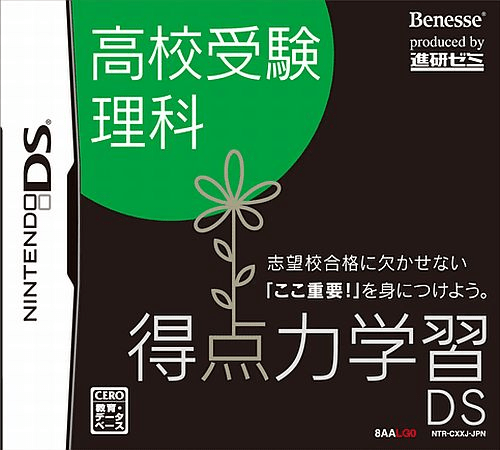 NINTENDO DS®
高校受験
理科
Benesse®
produced by
進研ゼミ
志望校合格に欠かせない
「ここ重要!」を身につけよう。
得点力学習
DS
CERO
教育・
データ
ベース
8AALG0
NTR-CXXJ-JPN